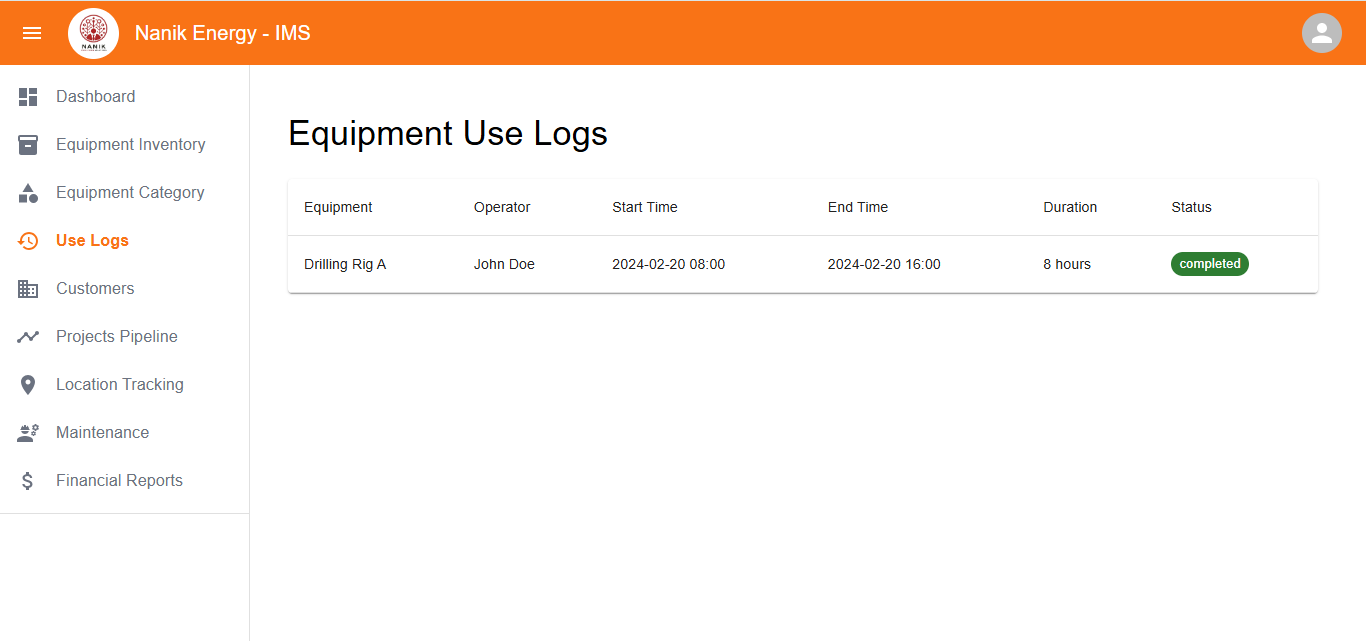 NANIK
Nanik Energy - IMS
Dashboard
Equipment Inventory
Equipment Category
Use Logs
Customers
Projects Pipeline
Location Tracking
Maintenance
Financial Reports
Equipment Use Logs
Equipment Operator Start Time End Time Duration Status
Drilling Rig A John Doe 2024-02-20 08:00 2024-02-20 16:00 8 hours completed